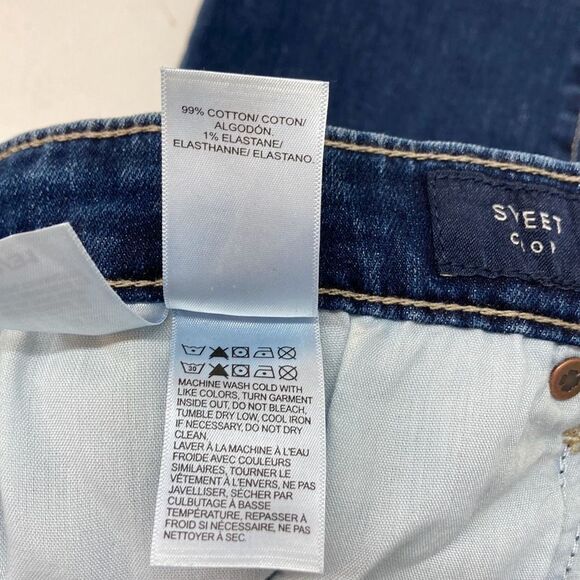 99% COTTON/ COTON/
ALGODÓN.
1% ELASTANE/
ELASTHANNE/ ELASTANO.
SWEET
30
MACHINE WASH COLD WITH
LIKE COLORS, TURN GARMENT
INSIDE OUT, DO NOT BLEACH,
TUMBLE DRY LOW, COOL IRON
IF NECESSARY, DO NOT DRY
CLEAN.
LAVER À LA MACHINE À L'EAU
FROIDE AVEC COULEURS
SIMILAIRES, TOURNER LE
VÊTEMENT À L'ENVERS, NE PAS
JAVELLISER, SÉCHER PAR
CULBUTAGE À BASSE
TEMPÉRATURE, REPASSER À
FROID SI NÉCESSAIRE, NE PAS
NETTOYER À SEC.